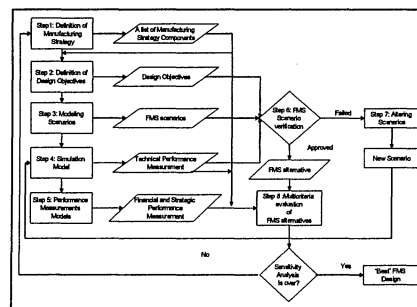 Step 1: Definition of
Manufacturing
Strategy
A list of Manufacturing
Strategy Components
Step 2: Definition of
Design Objectives
Design Objectives
Step 3: Modeling
Scenarios
FMS scenarios
Step 4: Simulation
Model
Technical Performance
Measurement
Step 5: Performance
Measurements
Models
Financial and Strategic
Performance
Measurement
Step 6: FMS
Scenario
verification
Failed
Step 7: Altering
Scenarios
New Scenario
Approved
FMS alternative
Step 8: Multicriteria
evaluation
of
FMS alternatives
No
Sensitivity
Analysis
is over?
Yes
"Best" FMS
Design